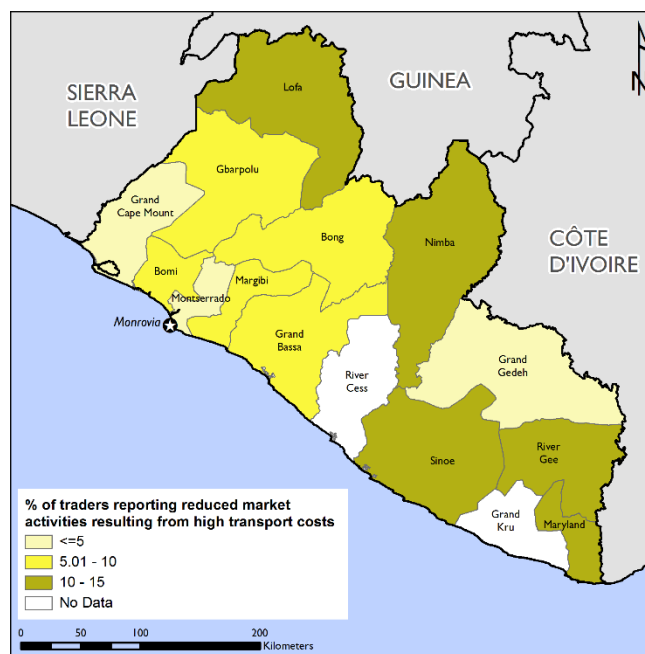 N
Lofa
GUINEA
SIERRA
LEONE
Gbarpolu
Grand
Cape Mount
Bong
Nimba
CÔTE
D'IVOIRE
Bomi
Margibi
Montserrado
Monrovia
Grand
Bassa
Grand
Gedeh
River
Cess
Sinoe
River
Gee
Grand
Kru
Maryland
% of traders reporting reduced market
activities resulting from high transport costs
<=5
5.01 - 10
10 - 15
No Data
0 50 100 200
Kilometers